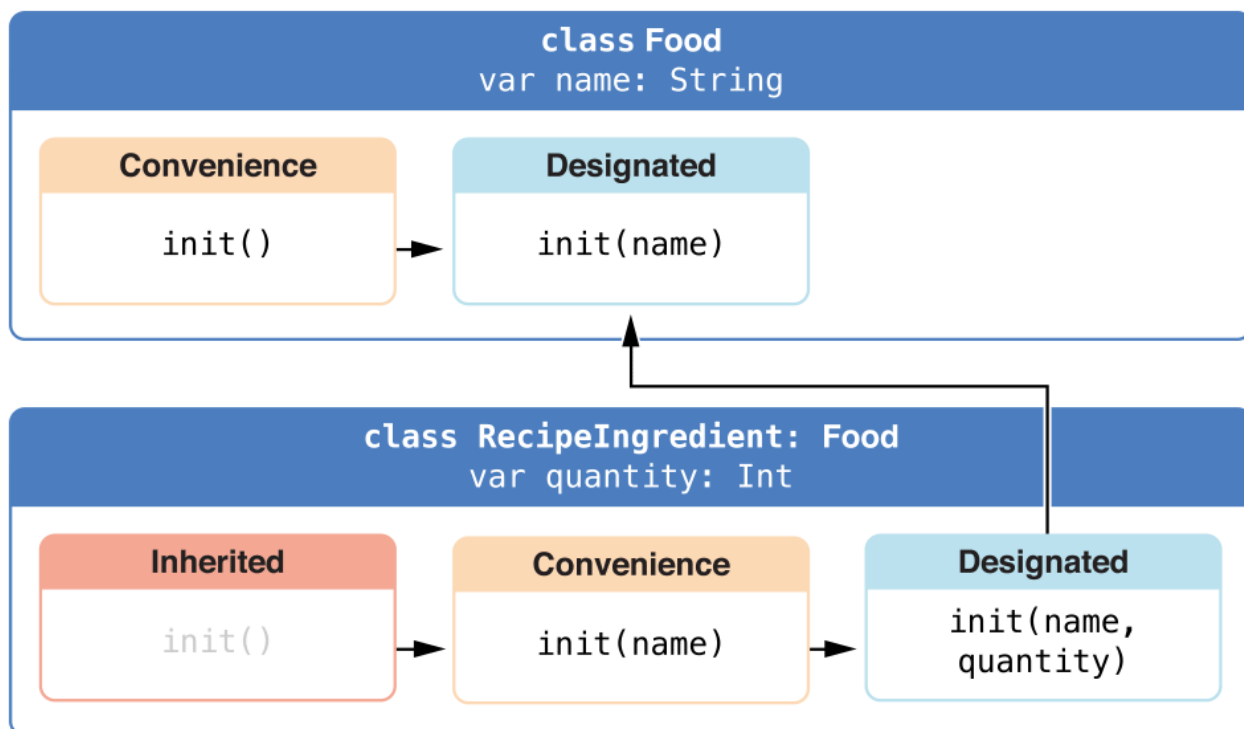 class Food
var name: String
Convenience
Designated
init()
init(name)
class RecipeIngredient: Food
var quantity: Int
Inherited
Convenience
Designated
init()
init(name)
init(name,
quantity)